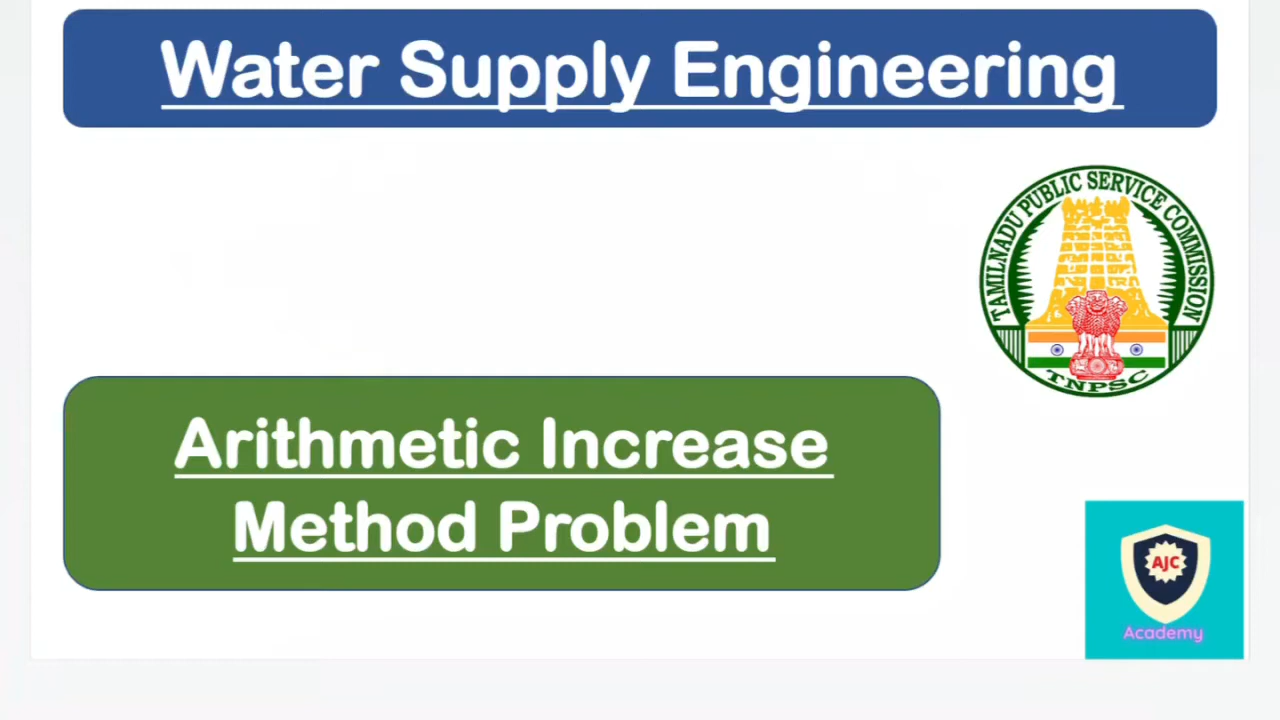 Water Supply Engineering
TAMILNADU PUBLIC SERVICE COMMISSION
TNPSC
Arithmetic Increase
Method Problem
AJC
Academy